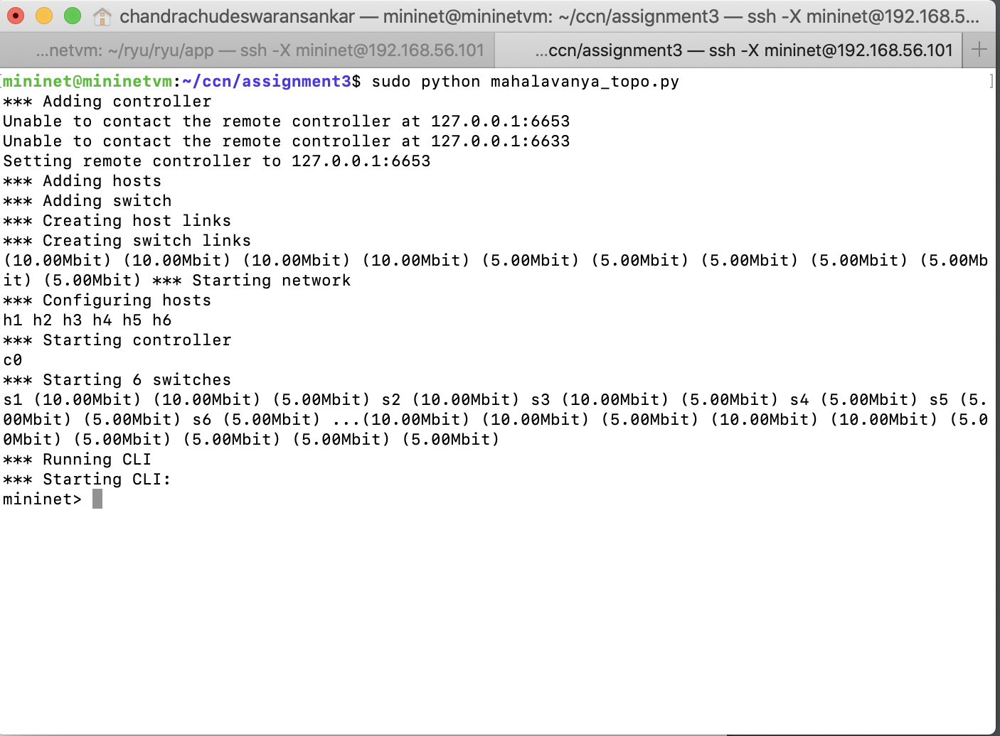 chandrachudeswaransankar — mininet@mininetvm: ~/ccn/assignment3 — ssh -X mininet@192.168.5...
...netvm: ~/ryu/ryu/app — ssh -X mininet@192.168.56.101
...ccn/assignment3 — ssh -X mininet@192.168.56.101
[mininet@mininetvm:~/ccn/assignment3$ sudo python mahalavanya_topo.py ]
*** Adding controller
Unable to contact the remote controller at 127.0.0.1:6653
Unable to contact the remote controller at 127.0.0.1:6633
Setting remote controller to 127.0.0.1:6653
*** Adding hosts
*** Adding switch
*** Creating host links
*** Creating switch links
(10.00Mbit) (10.00Mbit) (10.00Mbit) (10.00Mbit) (5.00Mbit) (5.00Mbit) (5.00Mbit) (5.00Mbit) (5.00Mb
it) (5.00Mbit) *** Starting network
*** Configuring hosts
h1 h2 h3 h4 h5 h6
*** Starting controller
c0
*** Starting 6 switches
s1 (10.00Mbit) (10.00Mbit) (5.00Mbit) s2 (10.00Mbit) s3 (10.00Mbit) (5.00Mbit) s4 (5.00Mbit) s5 (5.
00Mbit) (5.00Mbit) s6 (5.00Mbit) ...(10.00Mbit) (10.00Mbit) (5.00Mbit) (10.00Mbit) (10.00Mbit) (5.0
0Mbit) (5.00Mbit) (5.00Mbit) (5.00Mbit) (5.00Mbit)
*** Running CLI
*** Starting CLI:
mininet>